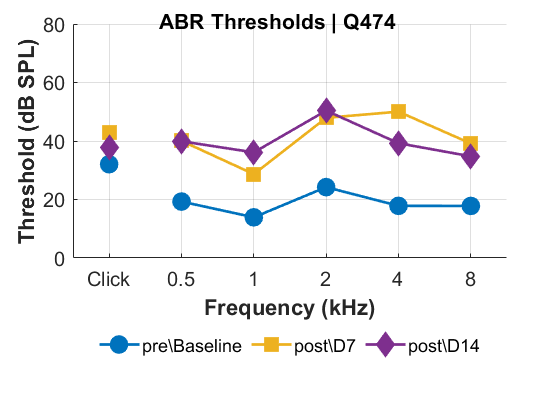 ABR Thresholds | Q474
80
60
40
20
0
Threshold (dB SPL)
Click 0.5 1 2 4 8
Frequency (kHz)
pre\Baseline post\D7 post\D14